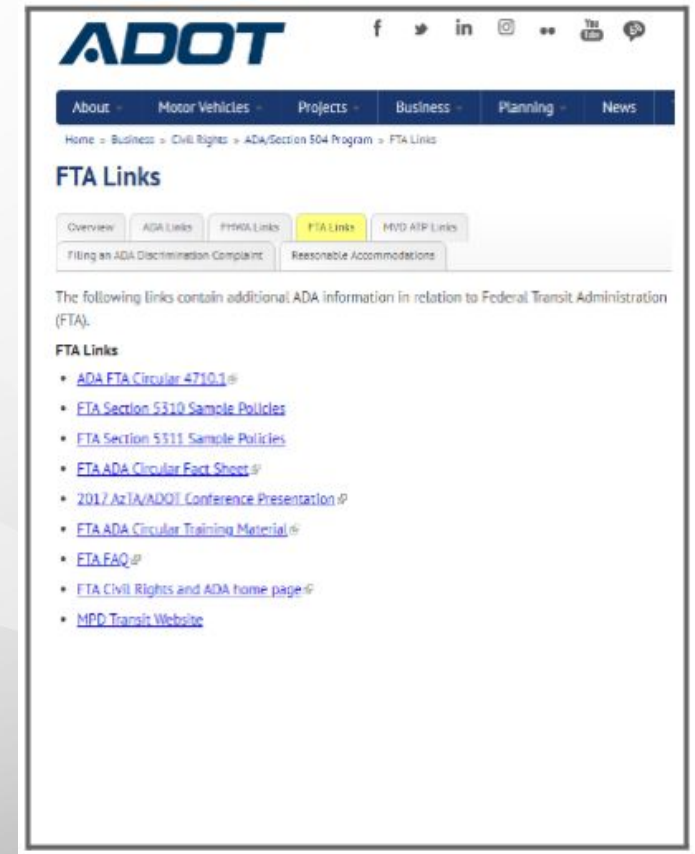 ADOT
You Tube
About Motor Vehicles Projects Business Planning News
Home » Business » Civil Rights » ADA/Section 504 Program » FTA Links
FTA Links
Overview ADA Links FHWA Links FTA Links MVD ATP Links
Filing an ADA Discrimination Complaint Reasonable Accommodations
The following links contain additional ADA information in relation to Federal Transit Administration
(FTA).
FTA Links
• ADA FTA Circular 4710.1
• FTA Section 5310 Sample Policies
• FTA Section 5311 Sample Policies
• FTA ADA Circular Fact Sheet
• 2017 AzTA/ADOT Conference Presentation
• FTA ADA Circular Training Material
• FTA FAQ
• FTA Civil Rights and ADA home page
• MPD Transit Website